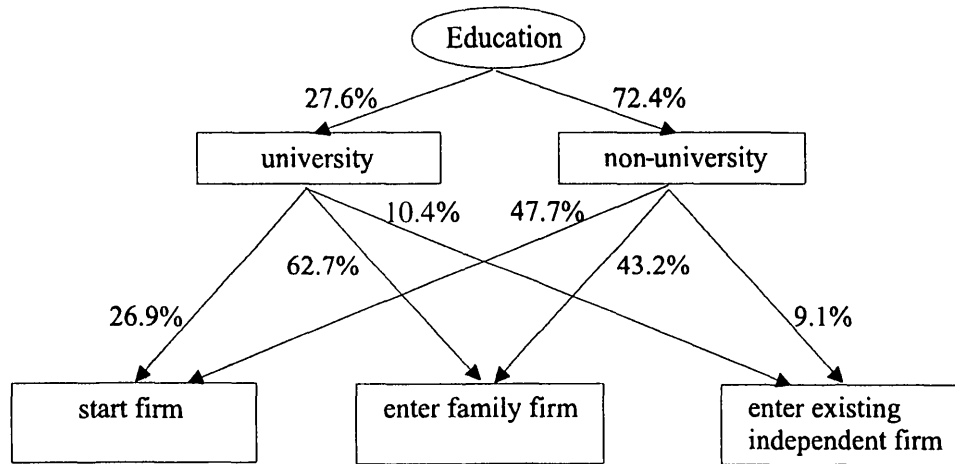 Education
27.6%
72.4%
university
non-university
10.4%
47.7%
62.7%
43.2%
26.9%
9.1%
start firm
enter family firm
enter existing
independent firm